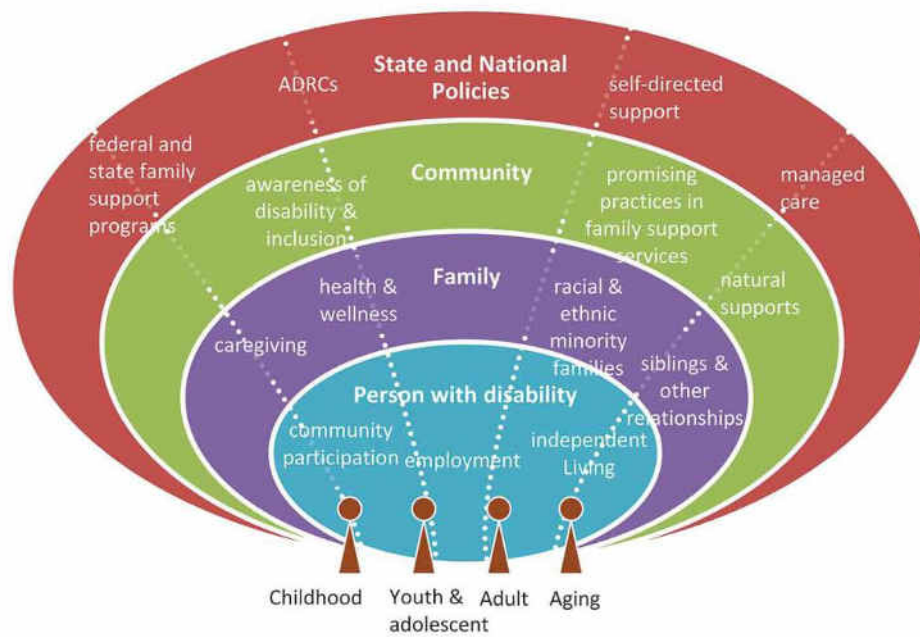 State and National
Policies
ADRCs
self-directed
support
federal and
state family
support
programs
managed
care
Community
awareness of
disability &
inclusion
promising
practices in
family support
services
natural
supports
Family
health &
wellness
racial &
ethnic
minority
families
caregiving
siblings &
other
relationships
Person with disability
community
participation
employment
independent
Living
Childhood
Youth &
adolescent
Adult
Aging